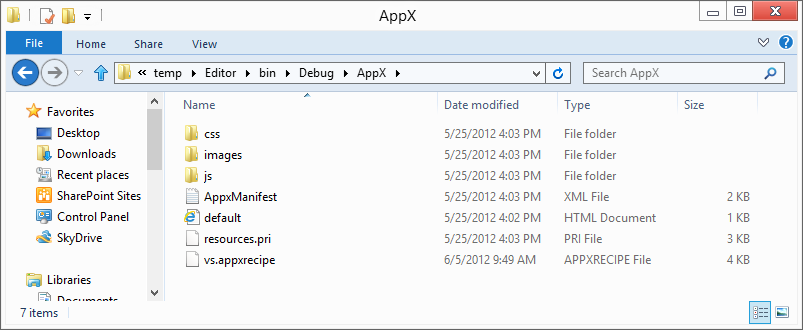 AppX
File Home Share View
« temp Editor bin Debug AppX Search AppX
Favorites
Desktop
Downloads
Recent places
SharePoint Sites
Control Panel
SkyDrive
Libraries
Documents
Name Date modified Type Size
css 5/25/2012 4:03 PM File folder
images 5/25/2012 4:03 PM File folder
js 5/25/2012 4:03 PM File folder
AppxManifest 5/25/2012 4:03 PM XML File 2 KB
default 5/25/2012 4:02 PM HTML Document 1 KB
resources.pri 5/25/2012 4:03 PM PRI File 3 KB
vs.appxrecipe 6/5/2012 9:49 AM APPXRECIPE File 4 KB
7 items